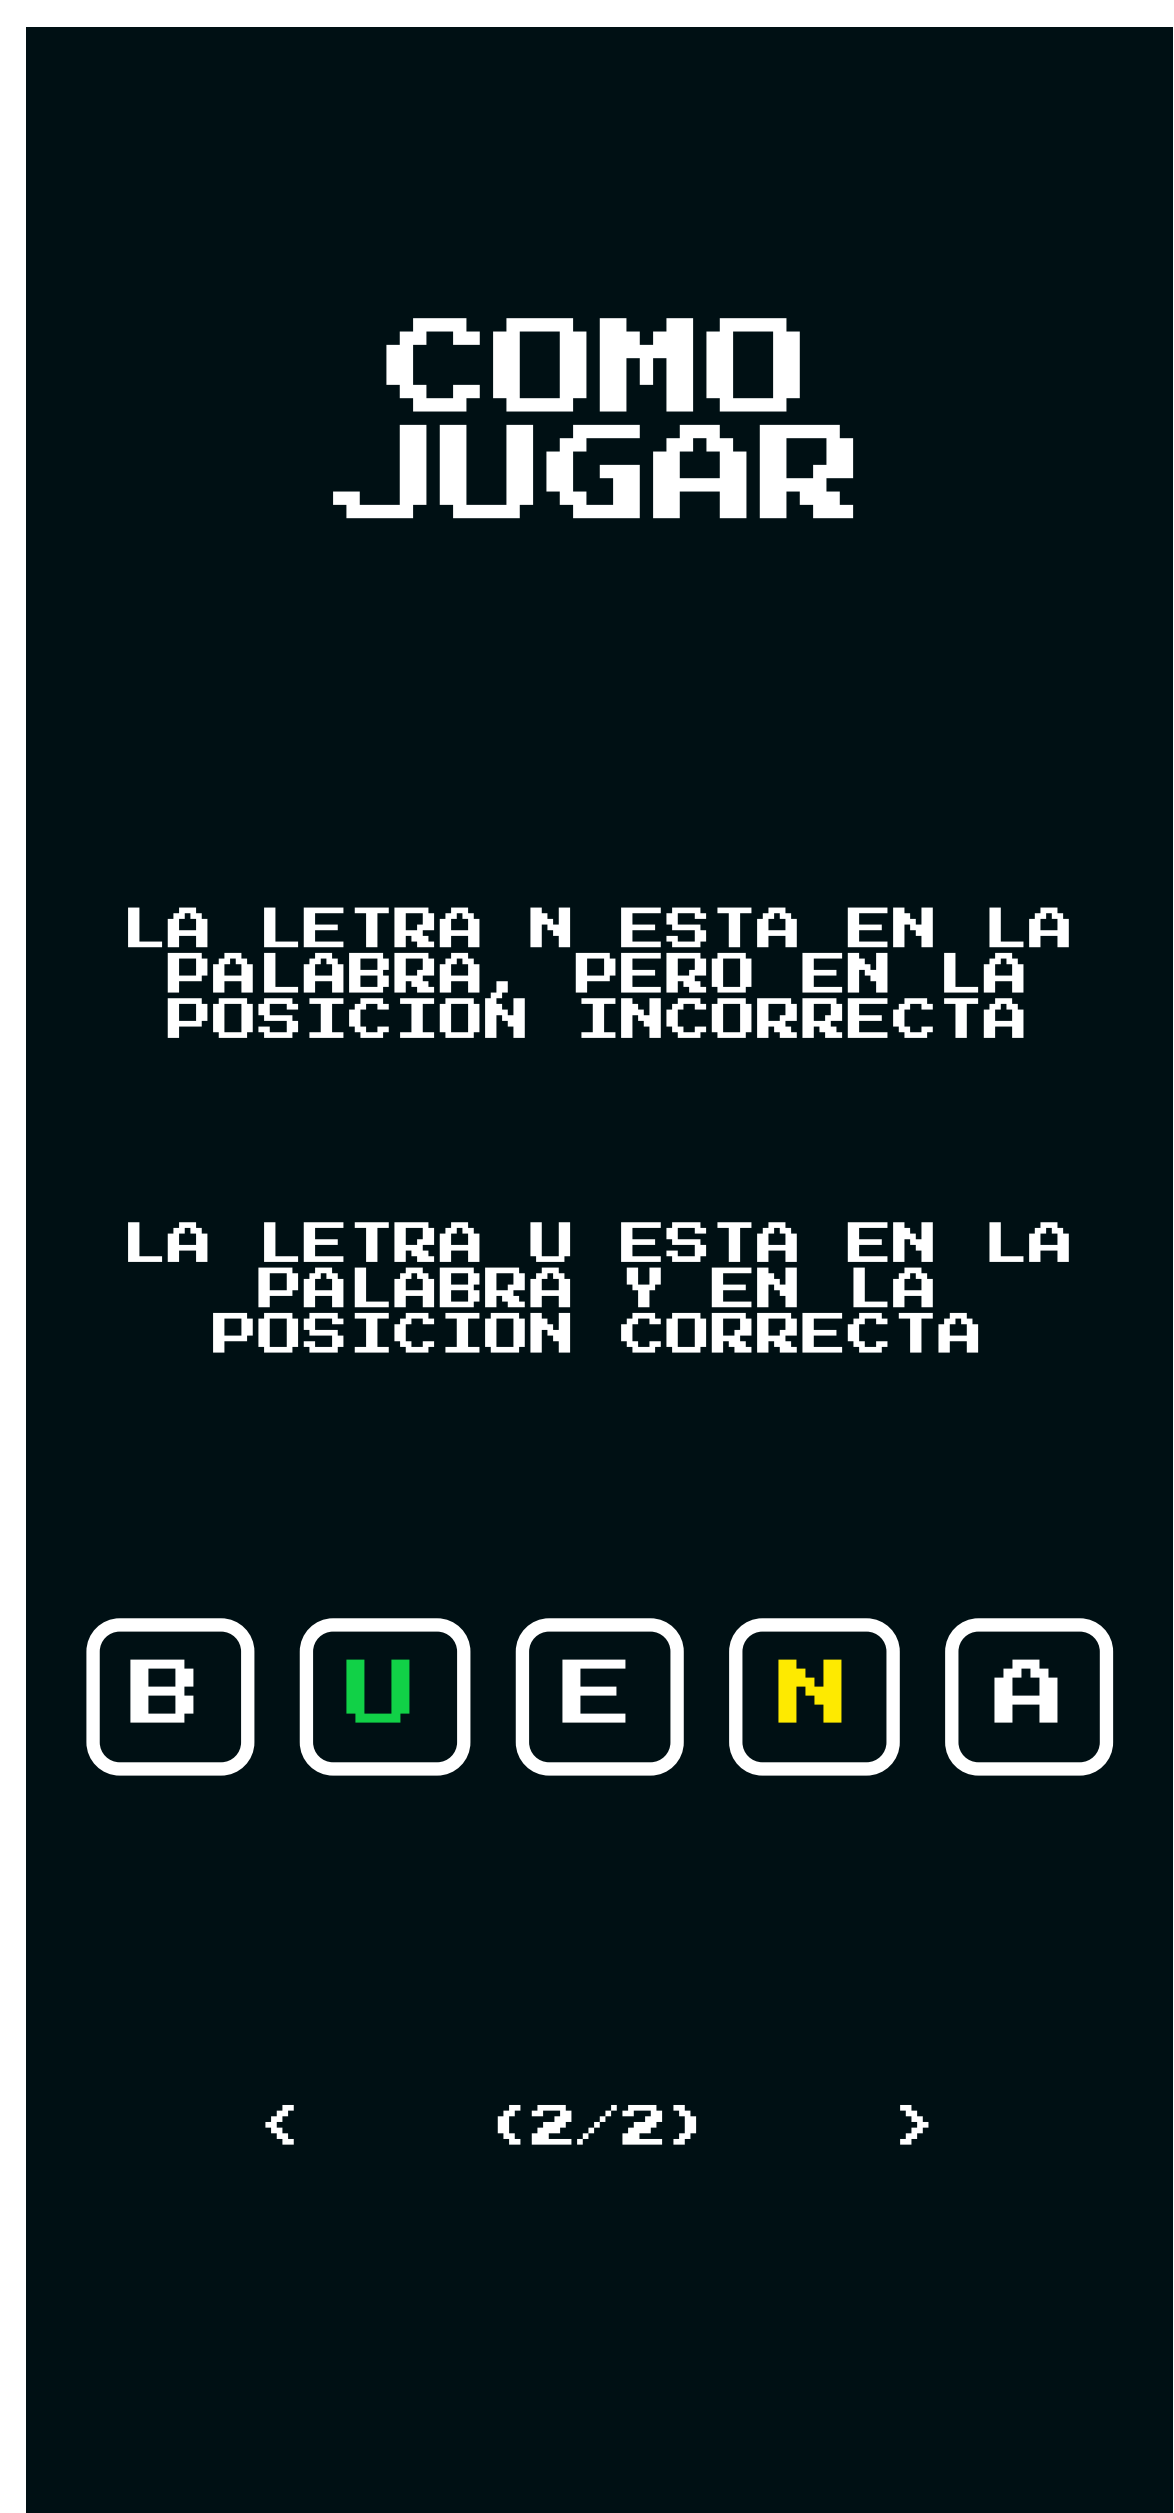 COMO
JUGAR
LA LETRA N ESTA EN LA
PALABRA, PERO EN LA
POSICION INCORRECTA
LA LETRA U ESTA EN LA
PALABRA Y EN LA
POSICION CORRECTA
B U E N A
< (2/2) >